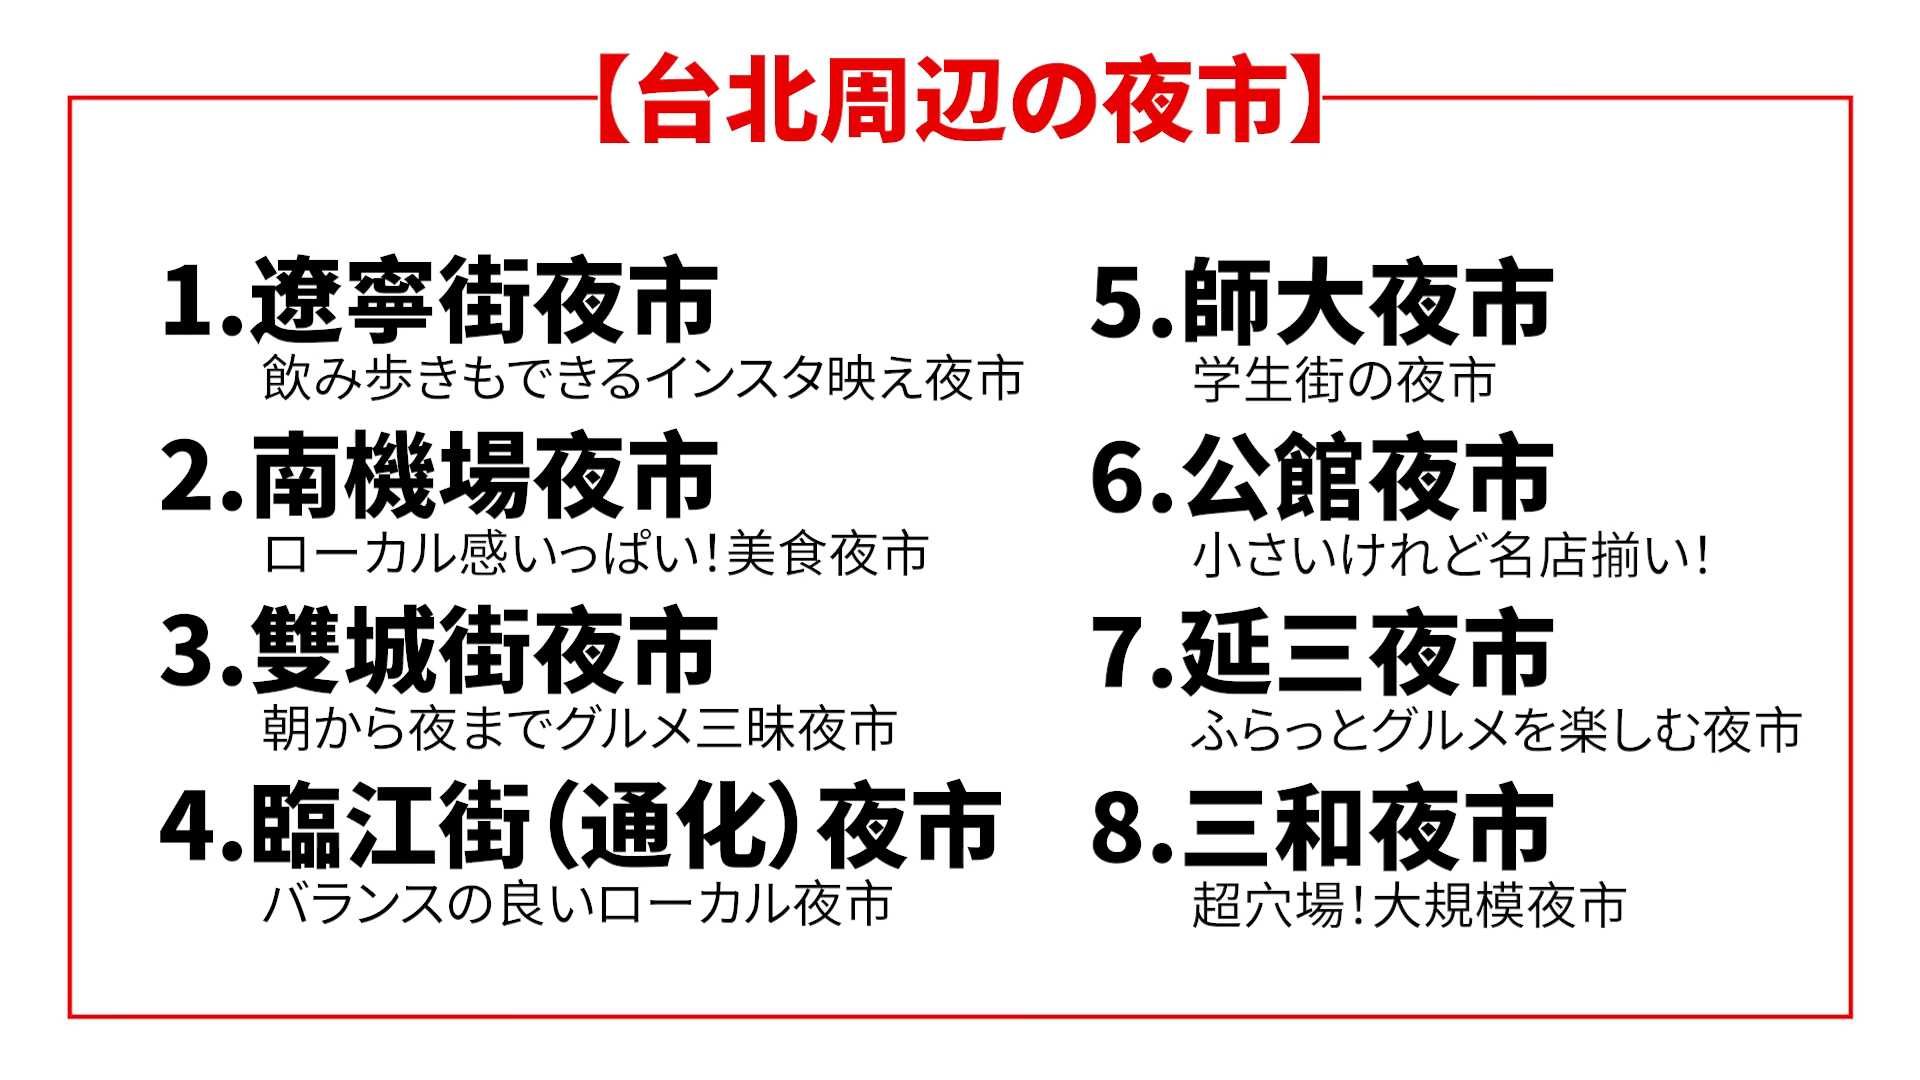 【台北周辺の夜市】
1.遼寧街夜市
飲み歩きもできるインスタ映え夜市
2.南機場夜市
ローカル感いっぱい！美食夜市
3.雙城街夜市
朝から夜までグルメ三昧夜市
4.臨江街（通化）夜市
バランスの良いローカル夜市
5.師大夜市
学生街の夜市
6.公館夜市
小さいけれど名店揃い！
7.延三夜市
ふらっとグルメを楽しむ夜市
8.三和夜市
超穴場！大規模夜市